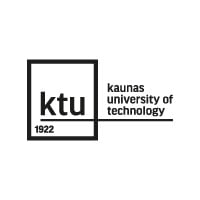 ktu
1922
kaunas
university of
technology